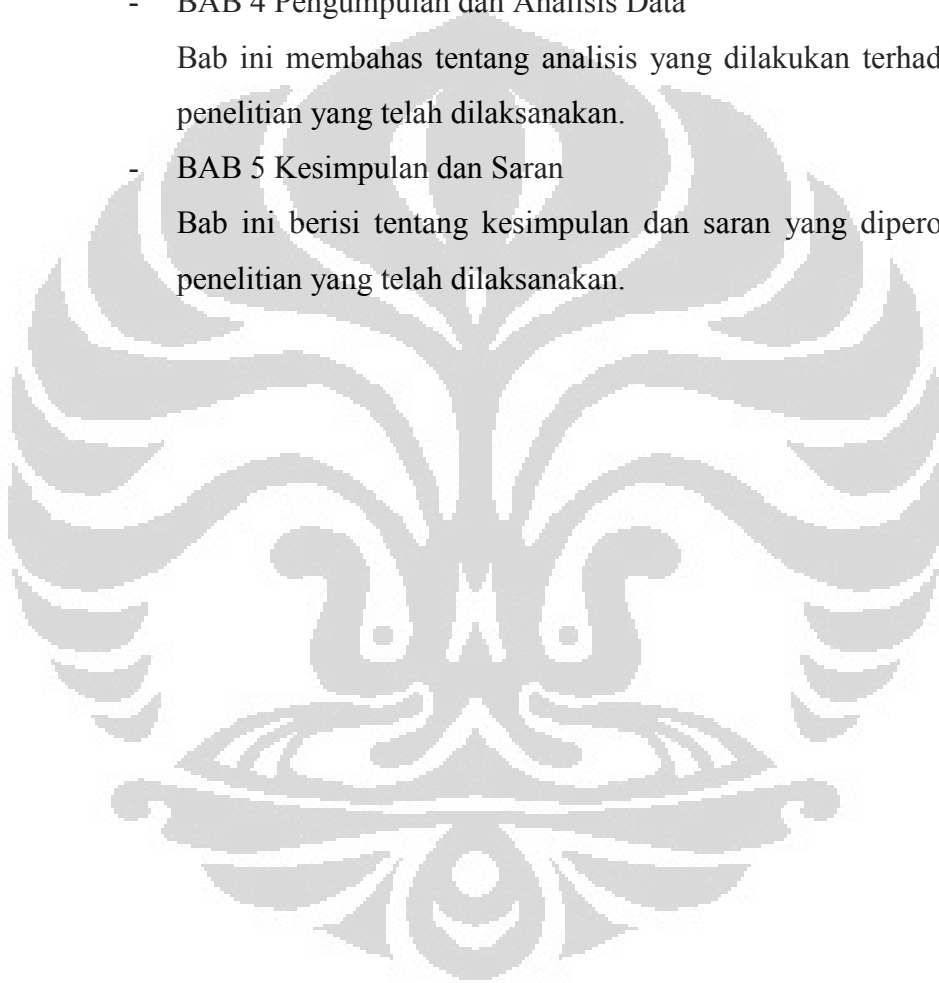 - BAB 4 Pengumpulan dan Analisis Data
Bab ini membahas tentang analisis yang dilakukan terhad
penelitian yang telah dilaksanakan.
- BAB 5 Kesimpulan dan Saran
Bab ini berisi tentang kesimpulan dan saran yang dipero
penelitian yang telah dilaksanakan.